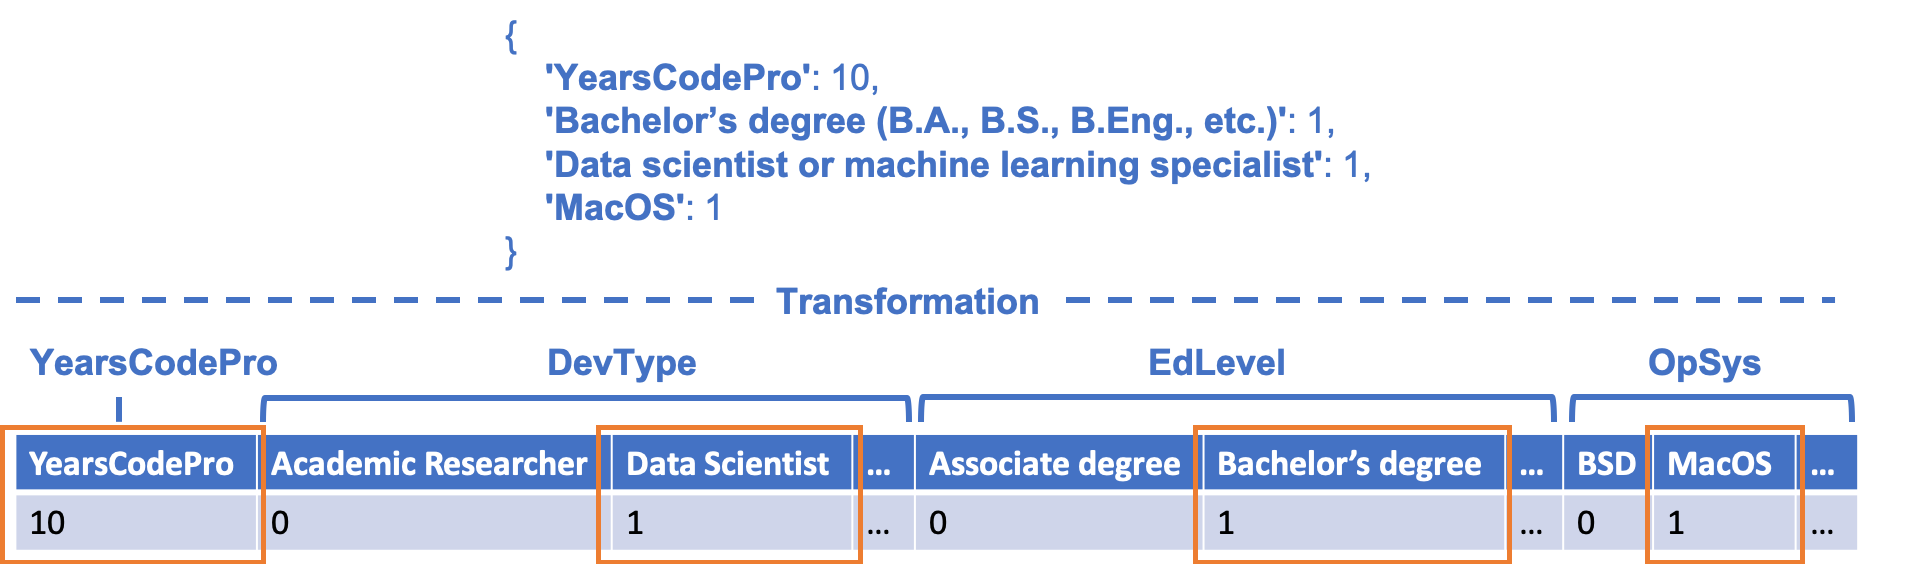 {
'YearsCodePro': 10,
'Bachelor’s degree (B.A., B.S., B.Eng., etc.)': 1,
'Data scientist or machine learning specialist': 1,
'MacOS': 1
}
Transformation
YearsCodePro DevType EdLevel OpSys
YearsCodePro Academic Researcher Data Scientist ... Associate degree Bachelor’s degree ... BSD MacOS ...
10 0 1 ... 0 1 ... 0 1 ...